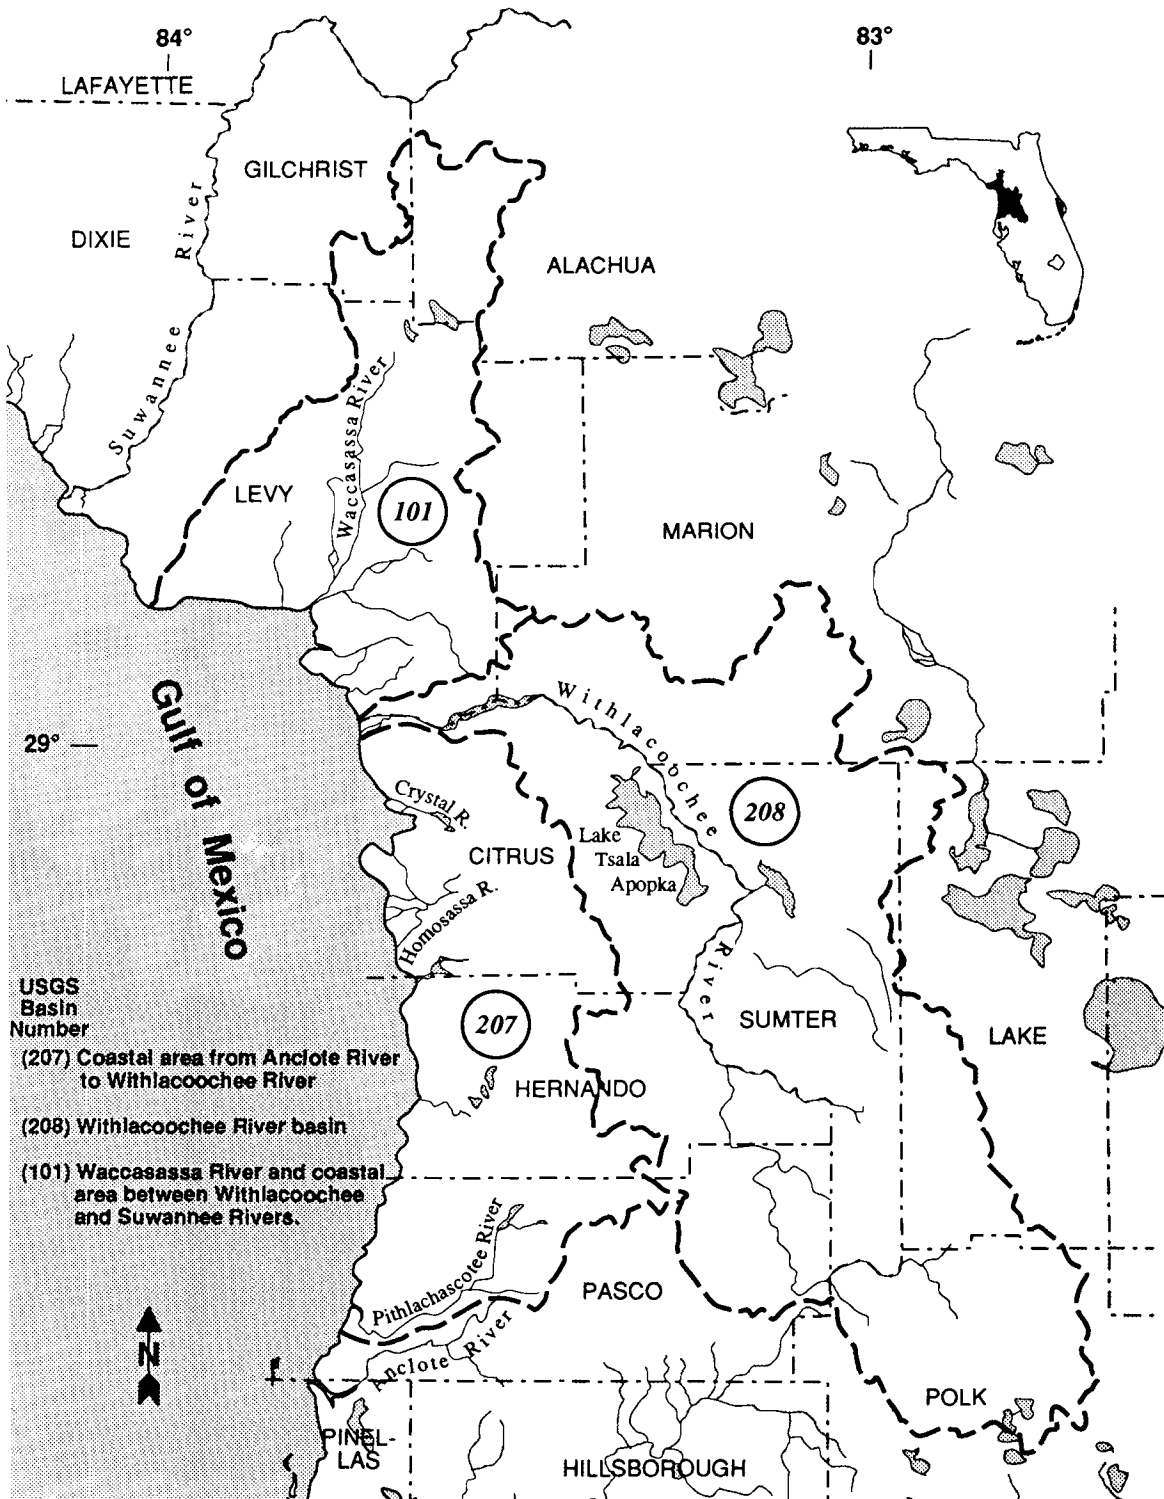 84°
83°
LAFAYETTE
GILCHRIST
DIXIE
Suwannee River
ALACHUA
Waccasassa River
LEVY
101
MARION
Withlacoochee River
Gulf of Mexico
29°
Crystal R.
208
Lake
Tsala
Apopka
CITRUS
Homosassa R.
USGS
Basin
Number
207
SUMTER
LAKE
(207) Coastal area from Anclote River
to Withlacoochee River
HERNANDO
(208) Withlacoochee River basin
(101) Waccasassa River and coastal
area between Withlacoochee
and Suwannee Rivers.
Pithlachascotee River
PASCO
Anclote River
N
POLK
PINEL-
LAS
HILLSBOROUGH